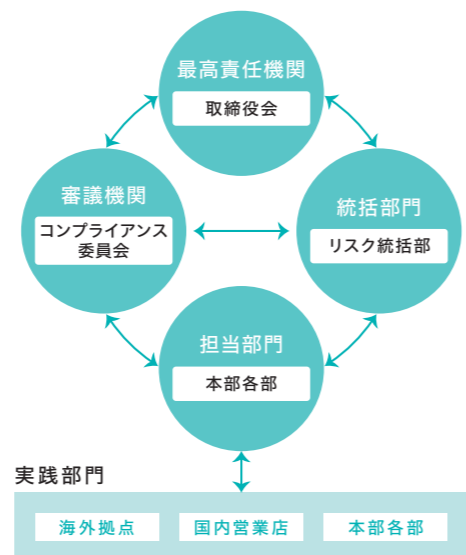 最高責任機関
取締役会
審議機関
コンプライアンス
委員会
統括部門
リスク統括部
担当部門
本部各部
実践部門
海外拠点
国内営業店
本部各部